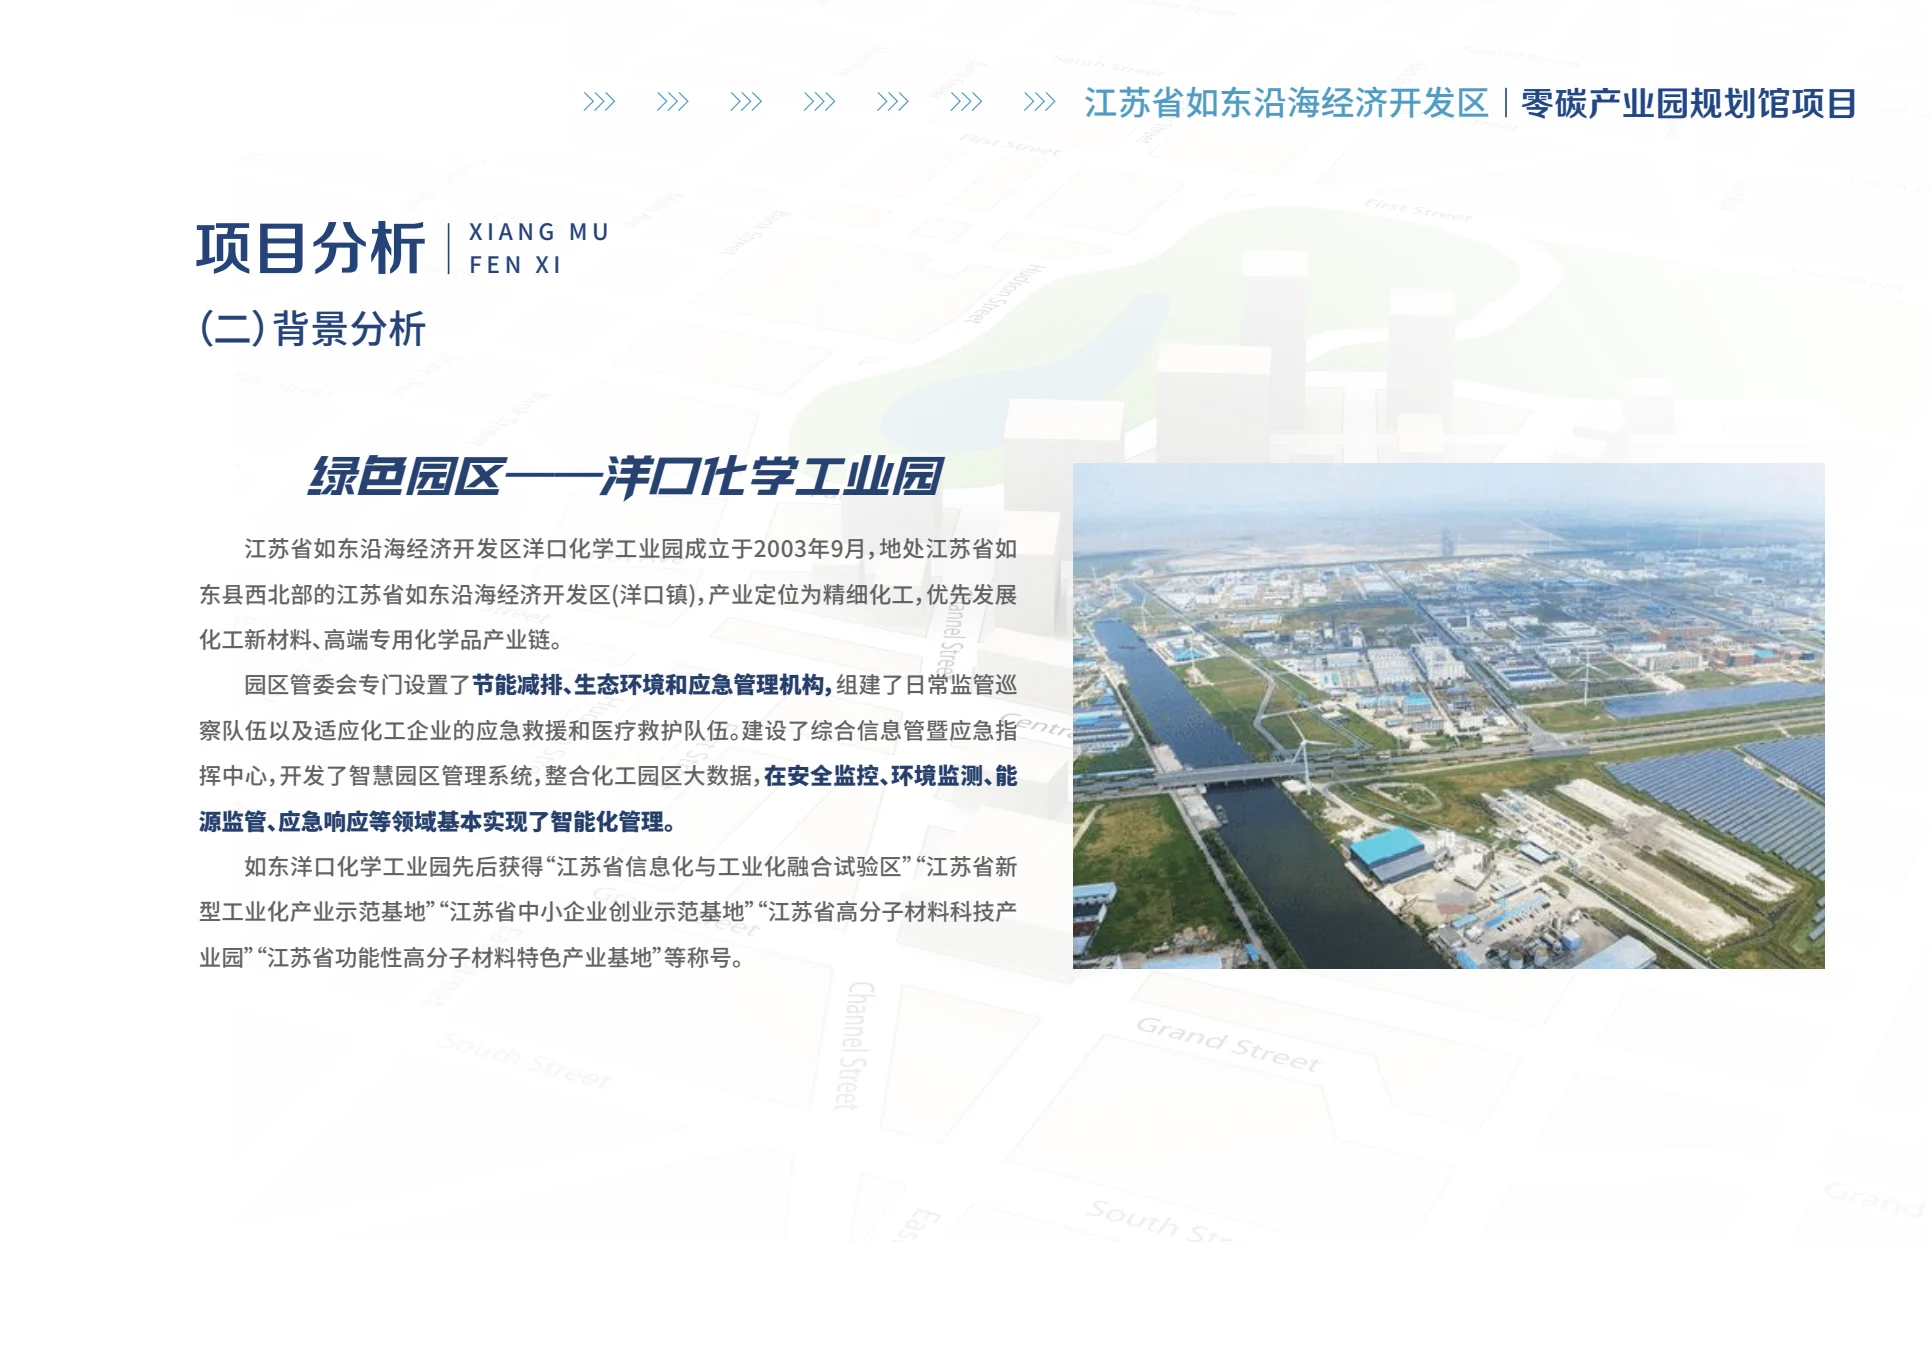 江苏省如东沿海经济开发区|零碳产业园规划馆项目
项目分析
XIANG MU
FEN XI
（二）背景分析
绿色园区——洋口化学工业园
江苏省如东沿海经济开发区洋口化学工业园成立于2003年9月，地处江苏省如
东县西北部的江苏省如东沿海经济开发区(洋口镇)，产业定位为精细化工，优先发展
化工新材料、高端专用化学品产业链。
园区管委会专门设置了节能减排、生态环境和应急管理机构，组建了日常监管巡
察队伍以及适应化工企业的应急救援和医疗救护队伍。建设了综合信息管暨应急指
挥中心，开发了智慧园区管理系统，整合化工园区大数据，在安全监控、环境监测、能
源监管、应急响应等领域基本实现了智能化管理。
如东洋口化学工业园先后获得“江苏省信息化与工业化融合试验区”“江苏省新
型工业化产业示范基地”“江苏省中小企业创业示范基地”“江苏省高分子材料科技产
业园”“江苏省功能性高分子材料特色产业基地”等称号。
South Street
First Street
First Street
Hudson Street
Channel Street
Grand Street
South Street